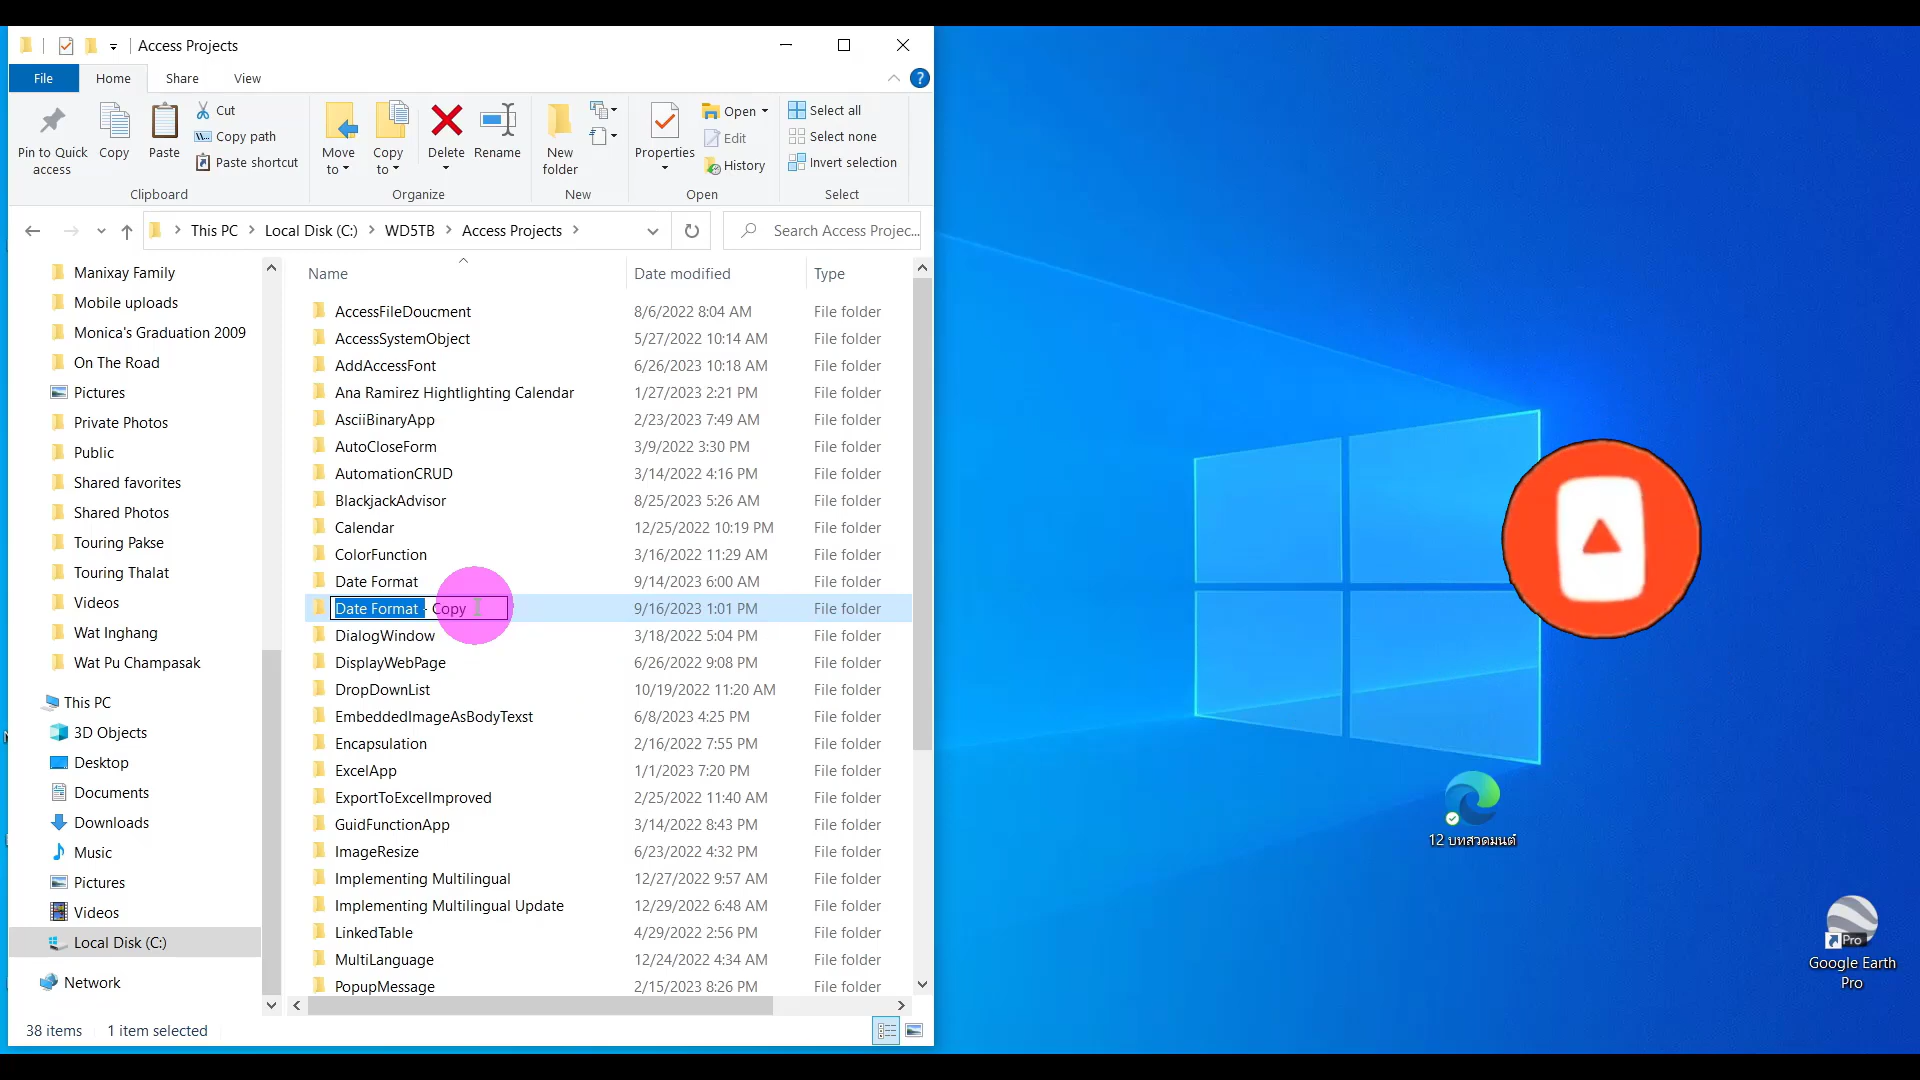 Access Projects
File Home Share View
Pin to Quick access
Copy
Paste
Cut
Copy path
Paste shortcut
Clipboard
Move to
Copy to
Delete
Rename
Organize
New folder
New
Properties
Open
Edit
History
Open
Select all
Select none
Invert selection
Select
This PC Local Disk (C:) WD5TB Access Projects
Search Access Projec...
Manixay Family
Mobile uploads
Monica's Graduation 2009
On The Road
Pictures
Private Photos
Public
Shared favorites
Shared Photos
Touring Pakse
Touring Thalat
Videos
Wat Inghang
Wat Pu Champasak
This PC
3D Objects
Desktop
Documents
Downloads
Music
Pictures
Videos
Local Disk (C:)
Network
Name Date modified Type
AccessFileDoucment 8/6/2022 8:04 AM File folder
AccessSystemObject 5/27/2022 10:14 AM File folder
AddAccessFont 6/26/2023 10:18 AM File folder
Ana Ramirez Hightlighting Calendar 1/27/2023 2:21 PM File folder
AsciiBinaryApp 2/23/2023 7:49 AM File folder
AutoCloseForm 3/9/2022 3:30 PM File folder
AutomationCRUD 3/14/2022 4:16 PM File folder
BlackjackAdvisor 8/25/2023 5:26 AM File folder
Calendar 12/25/2022 10:19 PM File folder
ColorFunction 3/16/2022 11:29 AM File folder
Date Format 9/14/2023 6:00 AM File folder
Date Format - Copy 9/16/2023 1:01 PM File folder
DialogWindow 3/18/2022 5:04 PM File folder
DisplayWebPage 6/26/2022 9:08 PM File folder
DropDownList 10/19/2022 11:20 AM File folder
EmbeddedImageAsBodyTexst 6/8/2023 4:25 PM File folder
Encapsulation 2/16/2022 7:55 PM File folder
ExcelApp 1/1/2023 7:20 PM File folder
ExportToExcelImproved 2/25/2022 11:40 AM File folder
GuidFunctionApp 3/14/2022 8:43 PM File folder
ImageResize 6/23/2022 4:32 PM File folder
Implementing Multilingual 12/27/2022 9:57 AM File folder
Implementing Multilingual Update 12/29/2022 6:48 AM File folder
LinkedTable 4/29/2022 2:56 PM File folder
MultiLanguage 12/24/2022 4:34 AM File folder
PopupMessage 2/15/2023 8:26 PM File folder
38 items 1 item selected
12 บทสวดมนต์
Pro
Google Earth
Pro